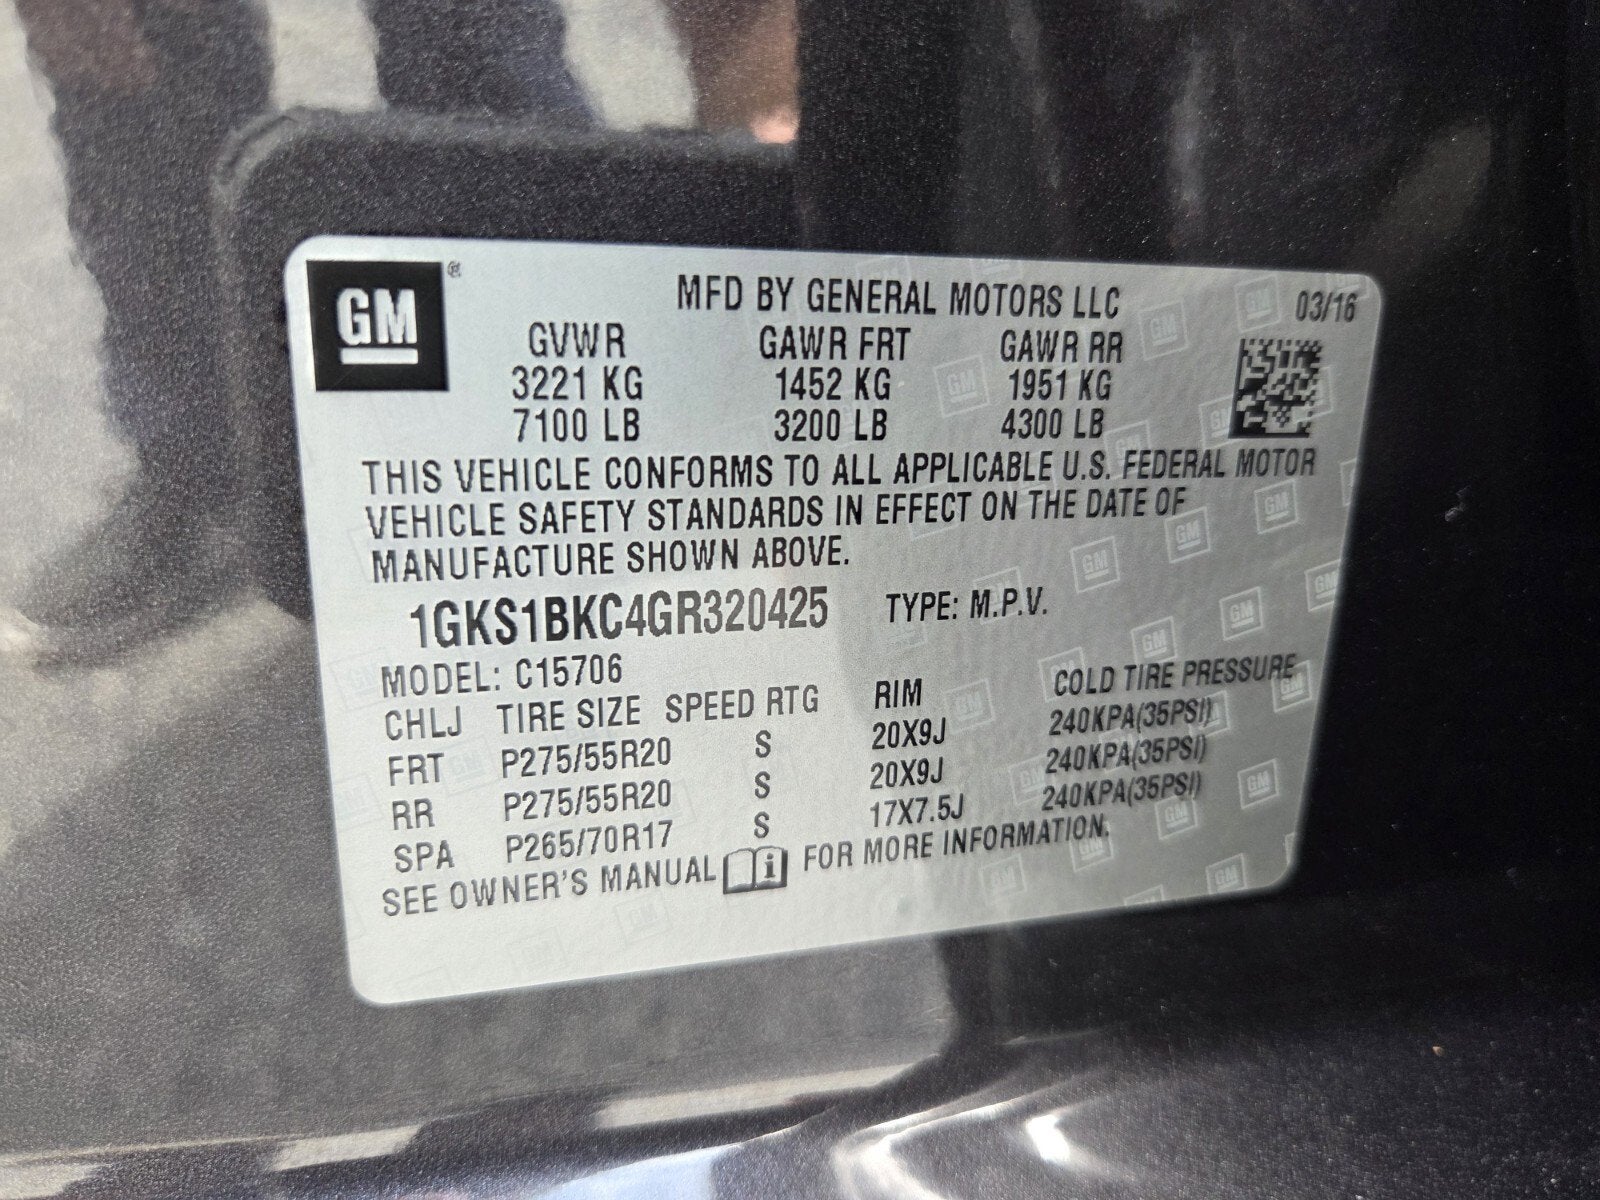 GM
®
MFD BY GENERAL MOTORS LLC
03/16
GVWR GAWR FRT GAWR RR
3221 KG 1452 KG 1951 KG
7100 LB 3200 LB 4300 LB
THIS VEHICLE CONFORMS TO ALL APPLICABLE U.S. FEDERAL MOTOR
VEHICLE SAFETY STANDARDS IN EFFECT ON THE DATE OF
MANUFACTURE SHOWN ABOVE.
1GKS1BKC4GR320425 TYPE: M.P.V.
MODEL: C15706
CHLJ TIRE SIZE SPEED RTG RIM COLD TIRE PRESSURE
FRT P275/55R20 S 20X9J 240KPA(35PSI)
RR P275/55R20 S 20X9J 240KPA(35PSI)
SPA P265/70R17 S 17X7.5J 240KPA(35PSI)
SEE OWNER'S MANUAL i FOR MORE INFORMATION.